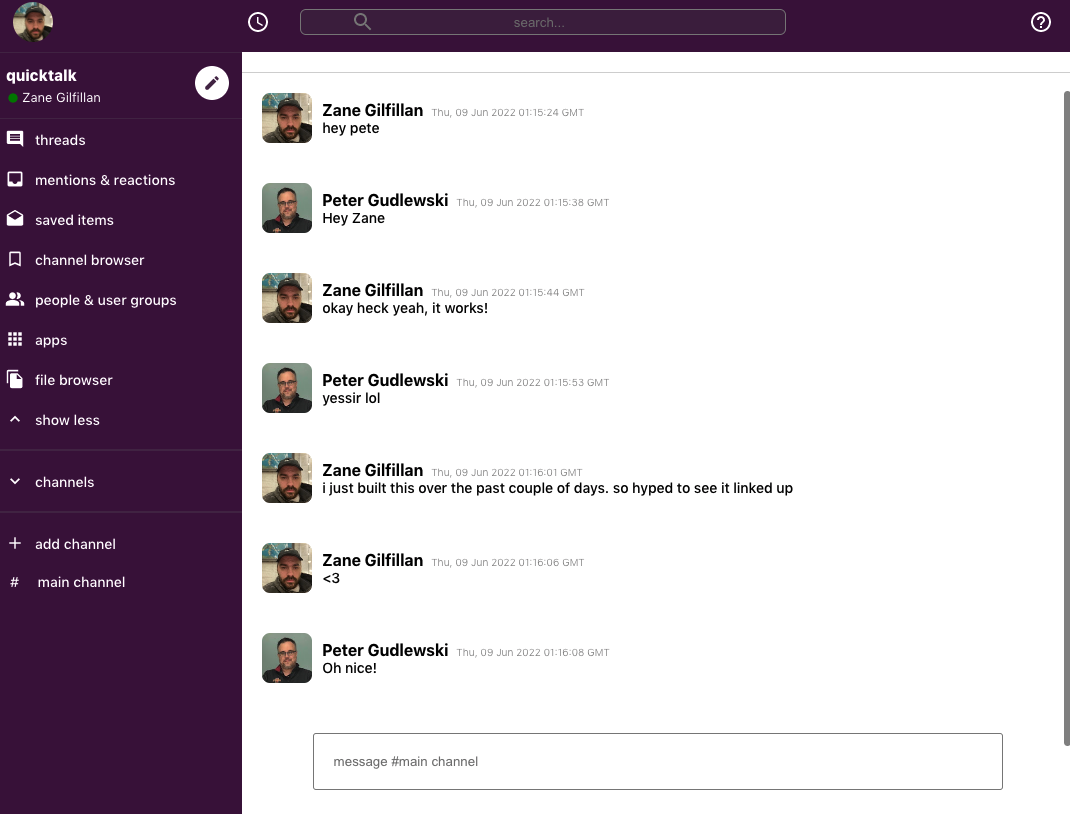 search...
quicktalk
Zane Gilfillan
threads
mentions & reactions
saved items
channel browser
people & user groups
apps
file browser
show less
channels
add channel
# main channel
Zane Gilfillan Thu, 09 Jun 2022 01:15:24 GMT
hey pete
Peter Gudlewski Thu, 09 Jun 2022 01:15:38 GMT
Hey Zane
Zane Gilfillan Thu, 09 Jun 2022 01:15:44 GMT
okay heck yeah, it works!
Peter Gudlewski Thu, 09 Jun 2022 01:15:53 GMT
yessir lol
Zane Gilfillan Thu, 09 Jun 2022 01:16:01 GMT
i just built this over the past couple of days. so hyped to see it linked up
Zane Gilfillan Thu, 09 Jun 2022 01:16:06 GMT
<3
Peter Gudlewski Thu, 09 Jun 2022 01:16:08 GMT
Oh nice!
message #main channel